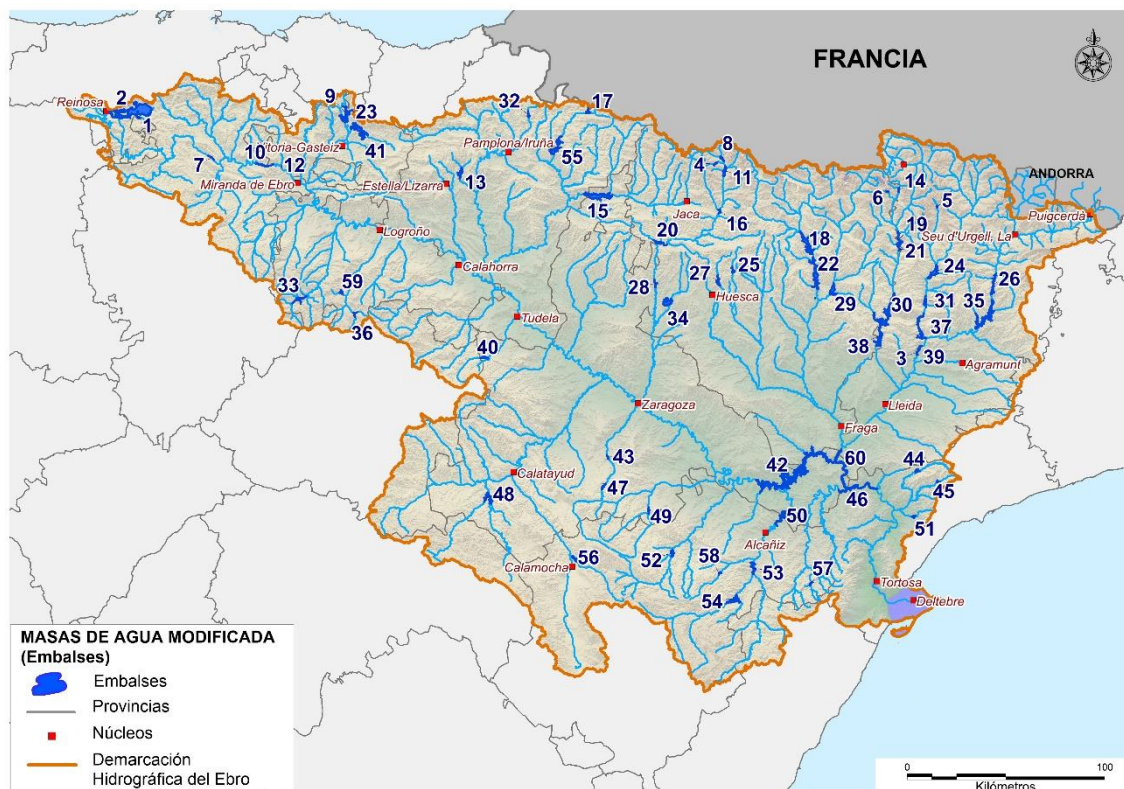 FRANCIA
ANDORRA
9
32
17
Reinosa
2
23
1
Vitoria-Gasteiz
41
Pamplona/Iruña
55
8
4
11
14
7
10
12
Miranda de Ebro
Estella/Lizarra
13
15
Jaca
16
6
5
19
Puigcerdá
Seu d'Urgell, La
Logroño
20
18
21
Calahorra
27
25
22
24
26
33
59
28
Huesca
29
30
31
35
36
Tudela
34
37
40
38
3
39
Agramunt
Zaragoza
Lleida
Fraga
43
42
60
44
Calatayud
48
47
46
45
49
50
51
Alcañiz
56
52
58
53
57
Calamocha
54
Tortosa
Deltebre
MASAS DE AGUA MODIFICADA
(Embalses)
Embalses
Provincias
Núcleos
Demarcación
Hidrográfica del Ebro
0 100
Kilómetros